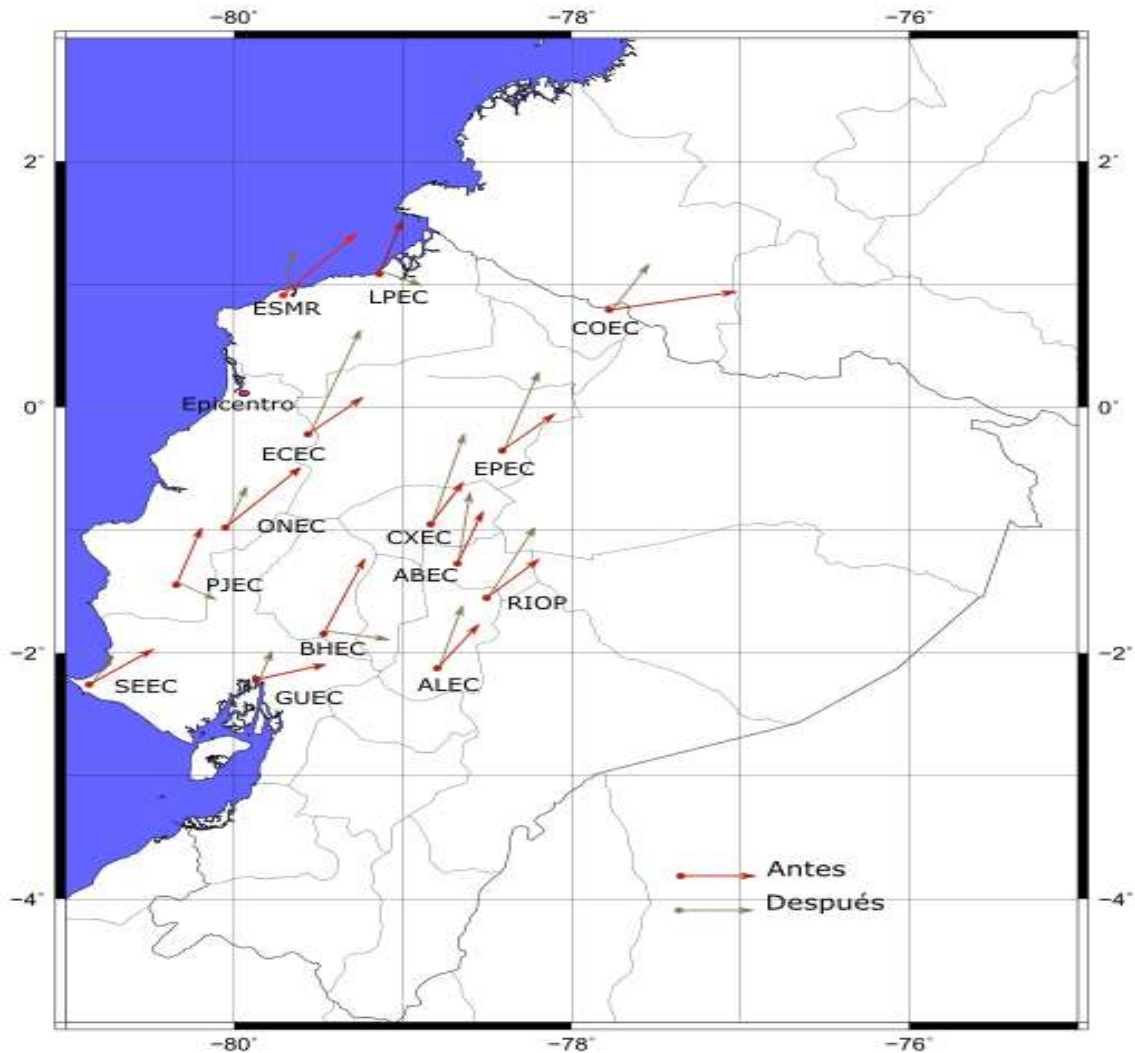 −80˚ −78˚ −76˚
2˚ 2˚
ESMR
LPEC
COEC
Epicentro
0˚ 0˚
ECEC
EPEC
ONEC
CXEC
ABEC
PJEC
RIOP
BHEC
−2˚ −2˚
SEEC
ALEC
GUEC
Antes
Después
−4˚ −4˚
−80˚ −78˚ −76˚